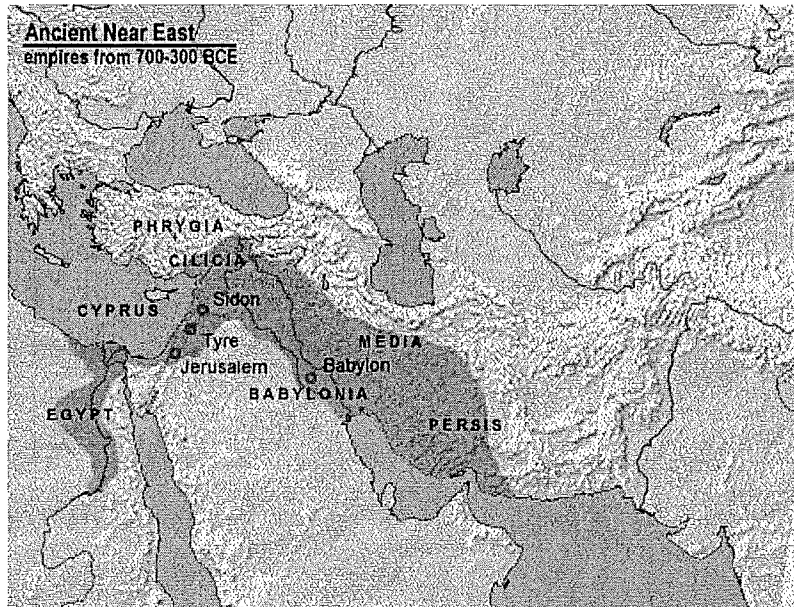 Ancient Near East
empires from 700-300 BCE
PHRYGIA
CILICIA
CYPRUS
Sidon
Tyre
MEDIA
Jerusalem
Babylon
BABYLONIA
EGYPT
PERSIS